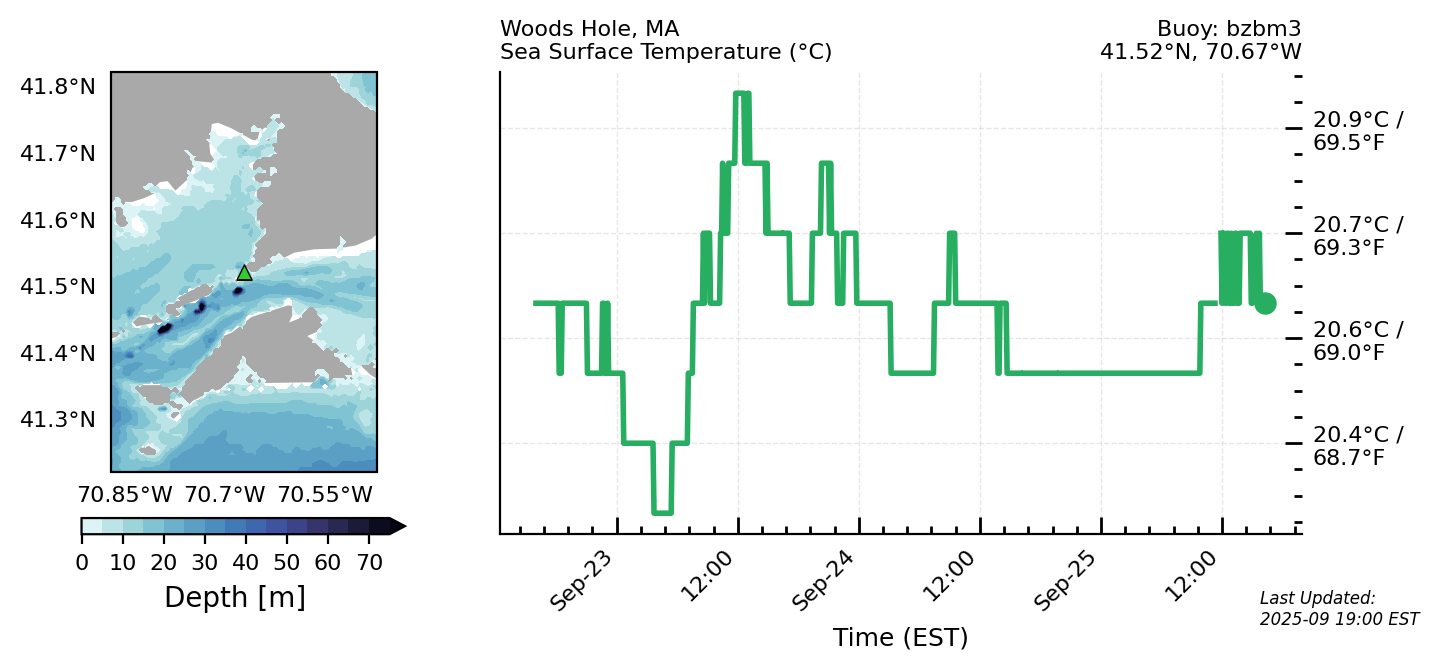 Woods Hole, MA
Sea Surface Temperature (°C)
Buoy: bzbm3
41.52°N, 70.67°W
41.8°N
41.7°N
41.6°N
41.5°N
41.4°N
41.3°N
70.85°W 70.7°W 70.55°W
0 10 20 30 40 50 60 70
Depth [m]
20.9°C /
69.5°F
20.7°C /
69.3°F
20.6°C /
69.0°F
20.4°C /
68.7°F
Sep-23
12:00
Sep-24
12:00
Sep-25
12:00
Time (EST)
Last Updated:
2025-09 19:00 EST